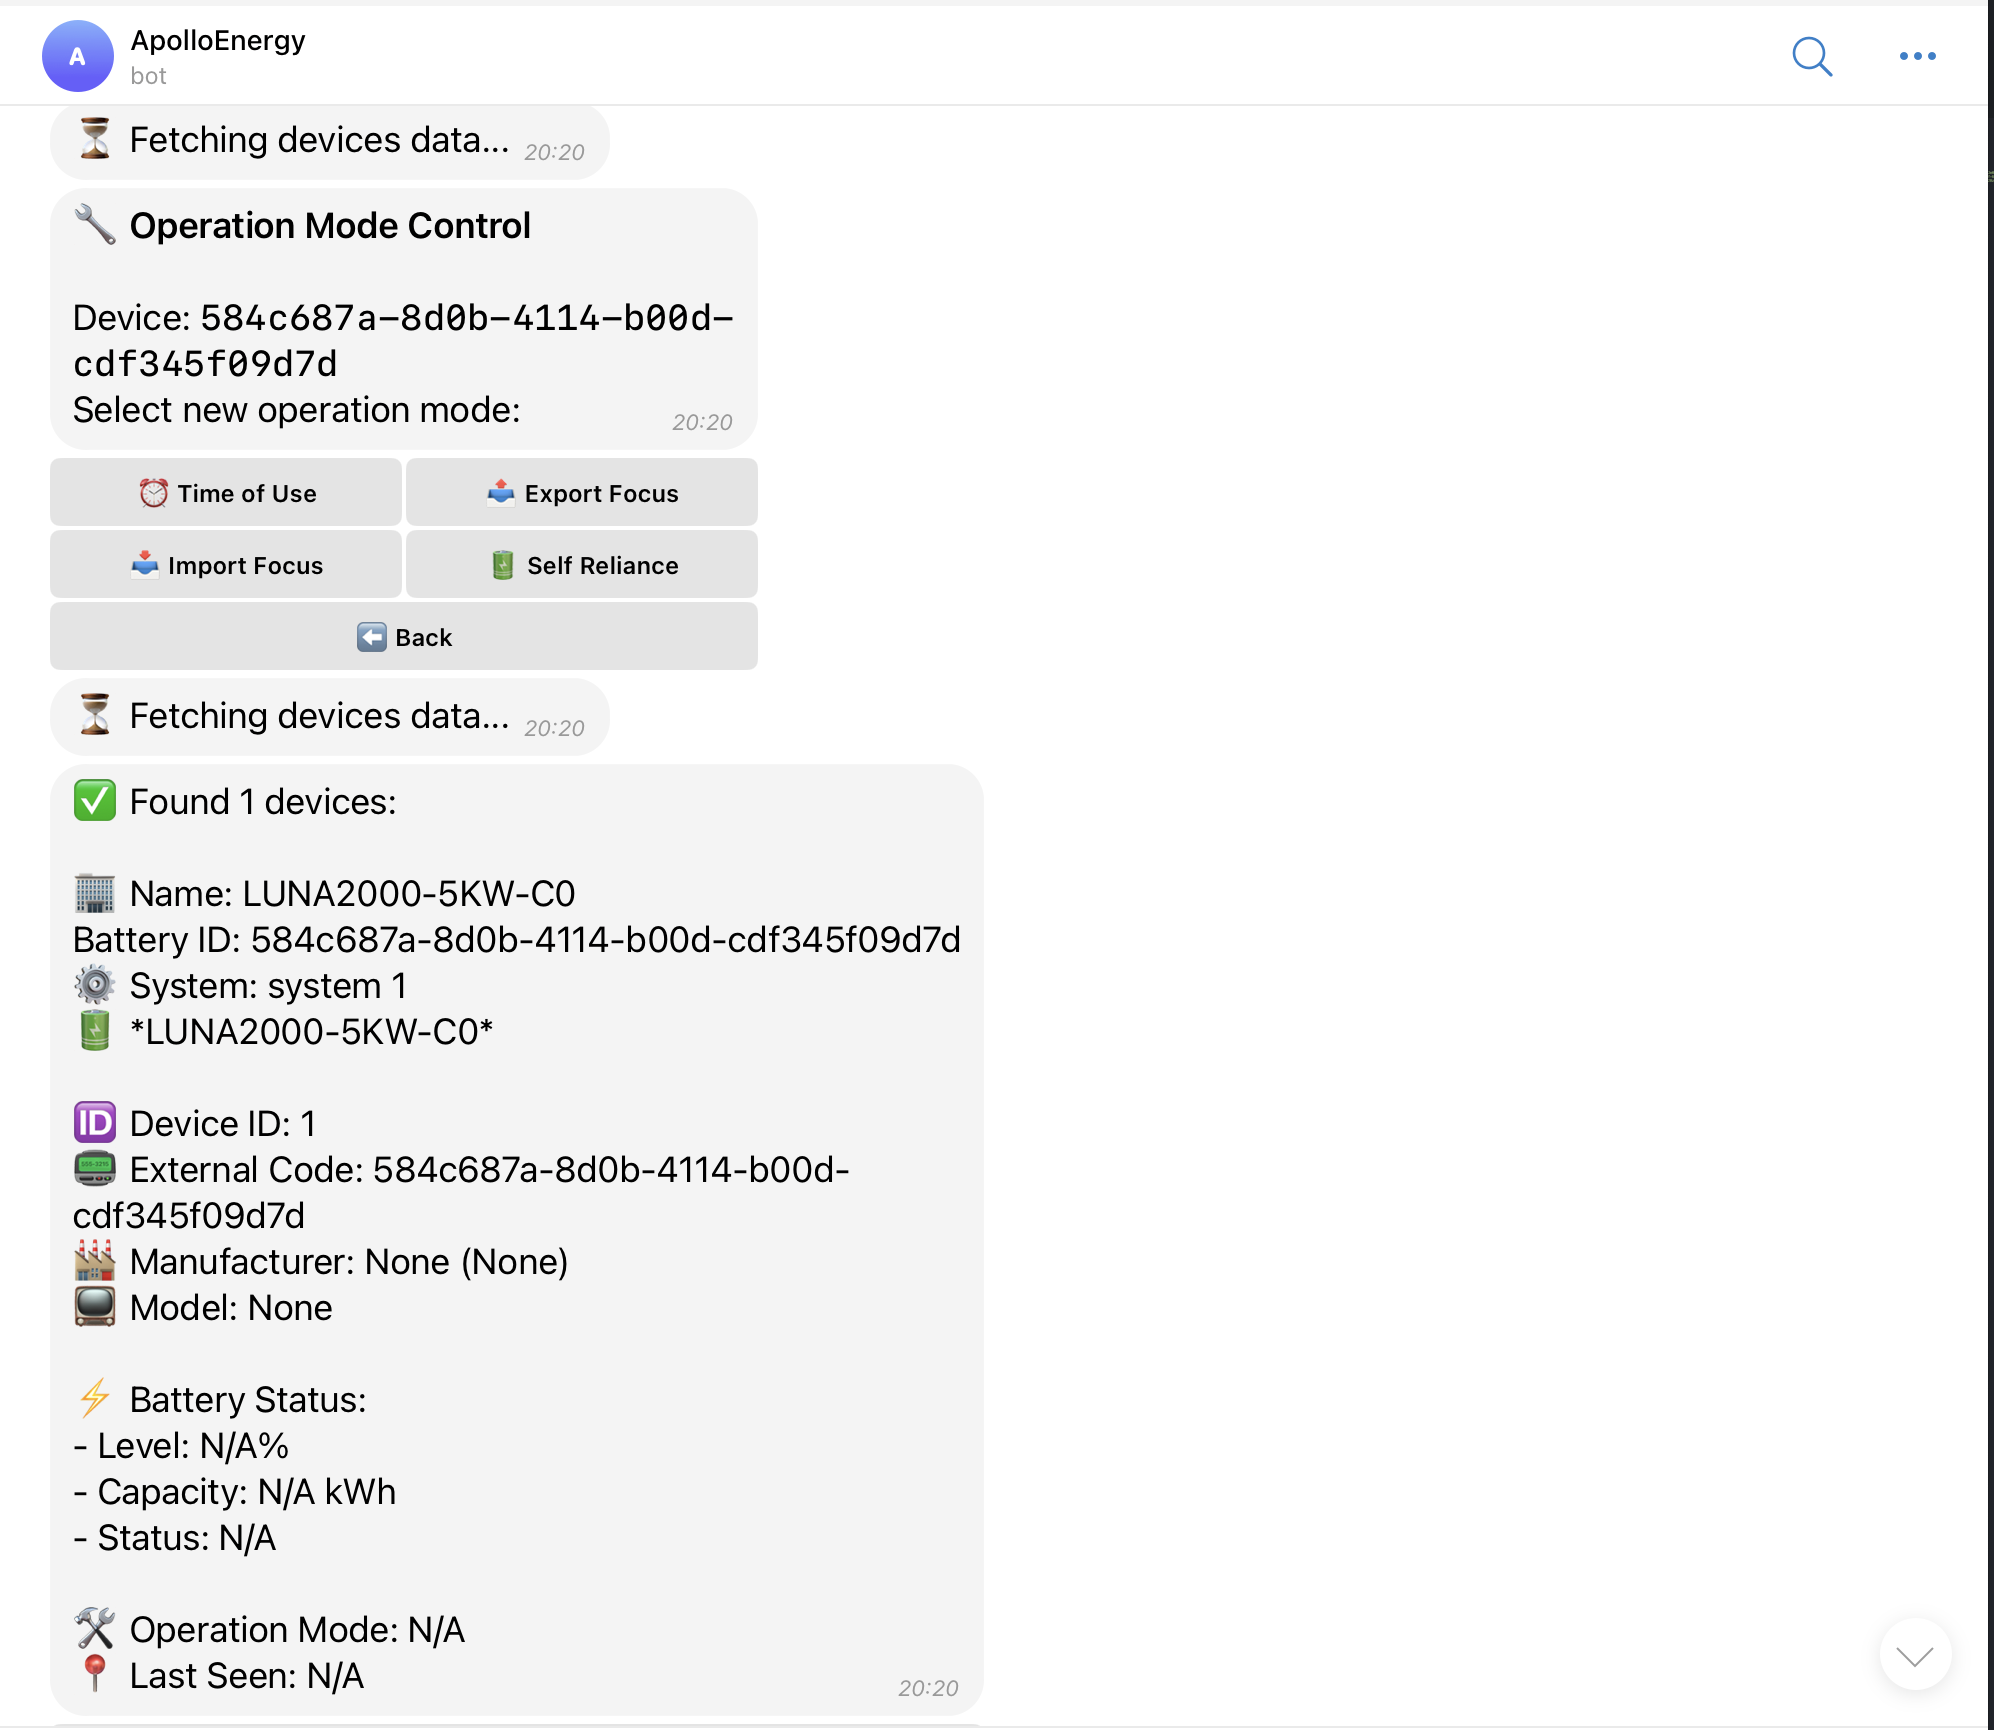 A
ApolloEnergy
bot
⏳ Fetching devices data... 20:20
🔧 Operation Mode Control
Device: 584c687a-8d0b-4114-b00d-
cdf345f09d7d
Select new operation mode: 20:20
⏰ Time of Use
📤 Export Focus
📥 Import Focus
🔋 Self Reliance
⬅️ Back
⏳ Fetching devices data... 20:20
✅ Found 1 devices:
🏢 Name: LUNA2000-5KW-C0
Battery ID: 584c687a-8d0b-4114-b00d-cdf345f09d7d
⚙️ System: system 1
🔋 *LUNA2000-5KW-C0*
🆔 Device ID: 1
📟 External Code: 584c687a-8d0b-4114-b00d-
cdf345f09d7d
🏭 Manufacturer: None (None)
📺 Model: None
⚡ Battery Status:
- Level: N/A%
- Capacity: N/A kWh
- Status: N/A
🛠 Operation Mode: N/A
📍 Last Seen: N/A
20:20